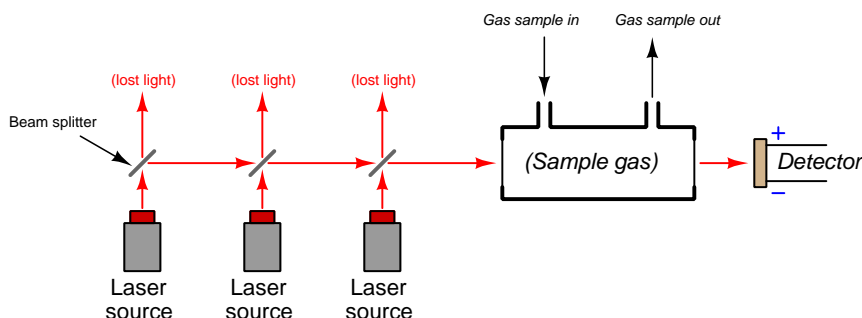 Gas sample in
Gas sample out
(lost light)
(lost light)
(lost light)
Beam splitter
(Sample gas)
+
Detector
−
Laser
source
Laser
source
Laser
source